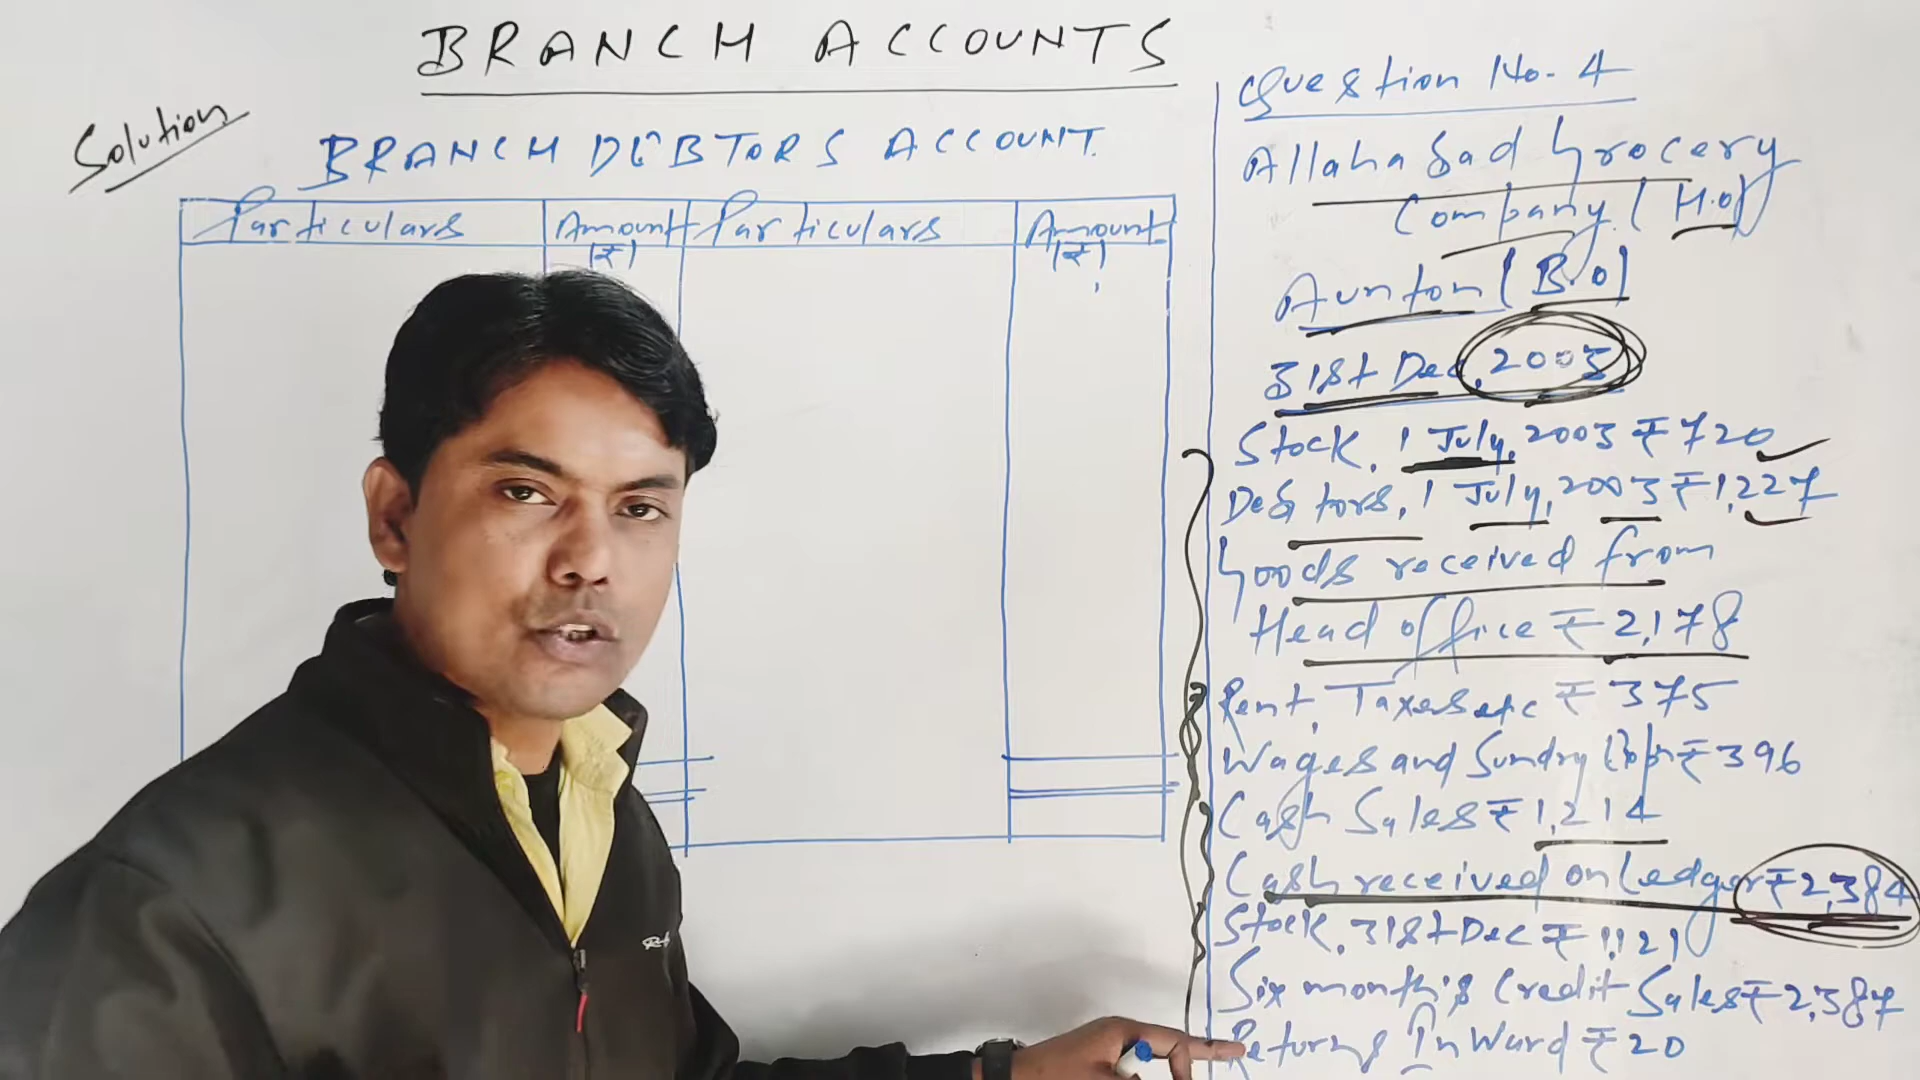 BRANCH ACCOUNTS
Solution
BRANCH DEBTORS ACCOUNT.
Particulars Amount (₹) Particulars Amount (₹)
Question No. 4
Allahabad Grocery
Company (H.O)
Aunton (B.O)
31st Dec, 2003
Stock, 1 July, 2003 ₹720
Debtors, 1 July, 2003 ₹1,227
Goods received from
Head office ₹2,178
Rent, Taxes etc ₹375
Wages and Sundry Exp ₹396
Cash Sales ₹1,214
Cash received on Ledger ₹2,384
Stock, 31st Dec ₹1,121
Six month's Credit Sales ₹2,387
Returns InWard ₹20